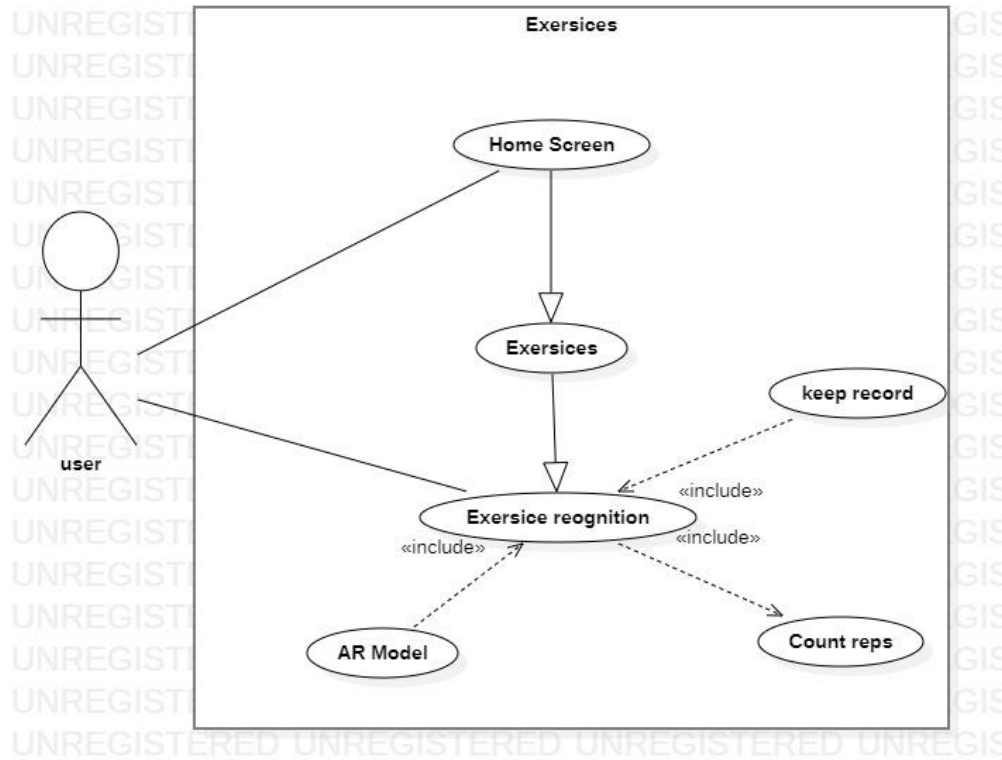 Exersices
Home Screen
Exersices
keep record
user
«include»
Exersice reognition
«include»
«include»
Count reps
AR Model
UNREGISTERED UNREGISTERED UNREGISTERED UNREGIS